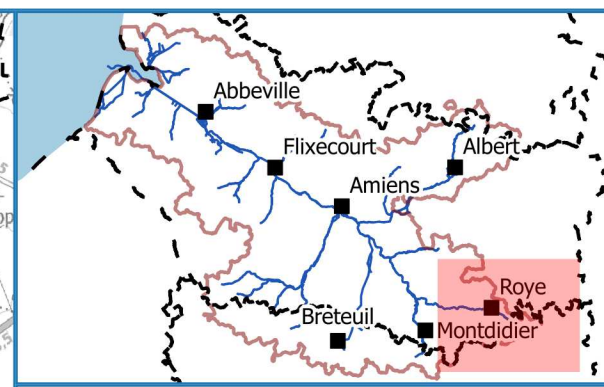 Abbeville
Flixecourt
Albert
Amiens
Roye
Breteuil
Montdidier